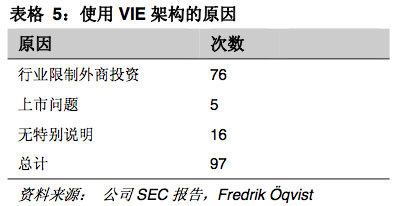 表格 5：使用 VIE 架构的原因
原因 次数
行业限制外商投资 76
上市问题 5
无特别说明 16
总计 97
资料来源： 公司 SEC 报告，Fredrik Öqvist